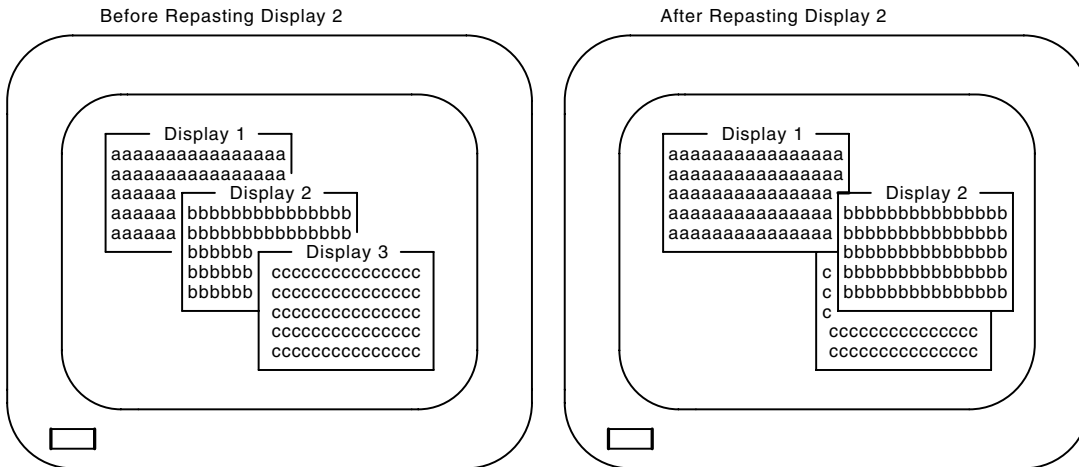 Before Repasting Display 2
After Repasting Display 2
Display 1
aaaaaaaaaaaaaaaa
aaaaaaaaaaaaaaaa
aaaaaa
aaaaaa
aaaaaa
Display 2
bbbbbbbbbbbbbbb
bbbbbbbbbbbbbbb
bbbbbb
bbbbbb
bbbbbb
Display 3
ccccccccccccccc
ccccccccccccccc
ccccccccccccccc
ccccccccccccccc
ccccccccccccccc
Display 1
aaaaaaaaaaaaaaaa
aaaaaaaaaaaaaaaa
aaaaaaaaaaaaaaa
aaaaaaaaaaaaaaa
aaaaaaaaaaaaaaa
Display 2
bbbbbbbbbbbbbbb
bbbbbbbbbbbbbbb
bbbbbbbbbbbbbbb
bbbbbbbbbbbbbbb
bbbbbbbbbbbbbbb
c
c
c
ccccccccccccccc
ccccccccccccccc